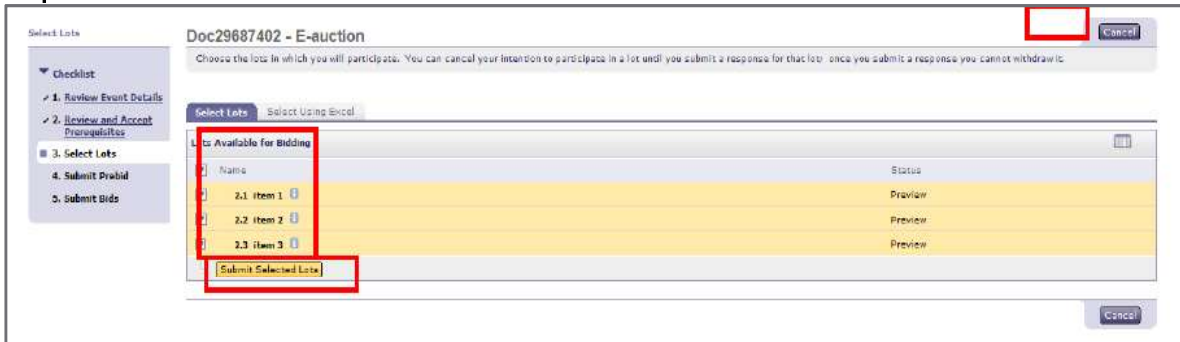 Select Lots
Doc29687402 - E-auction
Cancel
Choose the lots in which you will participate. You can cancel your intention to participate in a lot until you submit a response for that lot; once you submit a response you cannot withdraw it.
Checklist
1. Review Event Details
2. Review and Accept
Prerequisites
3. Select Lots
4. Submit Prebid
5. Submit Bids
Select Lots
Select Using Excel
Lots Available for Bidding
Name
Status
2.1 item 1
Preview
2.2 item 2
Preview
2.3 item 3
Preview
Submit Selected Lots
Cancel